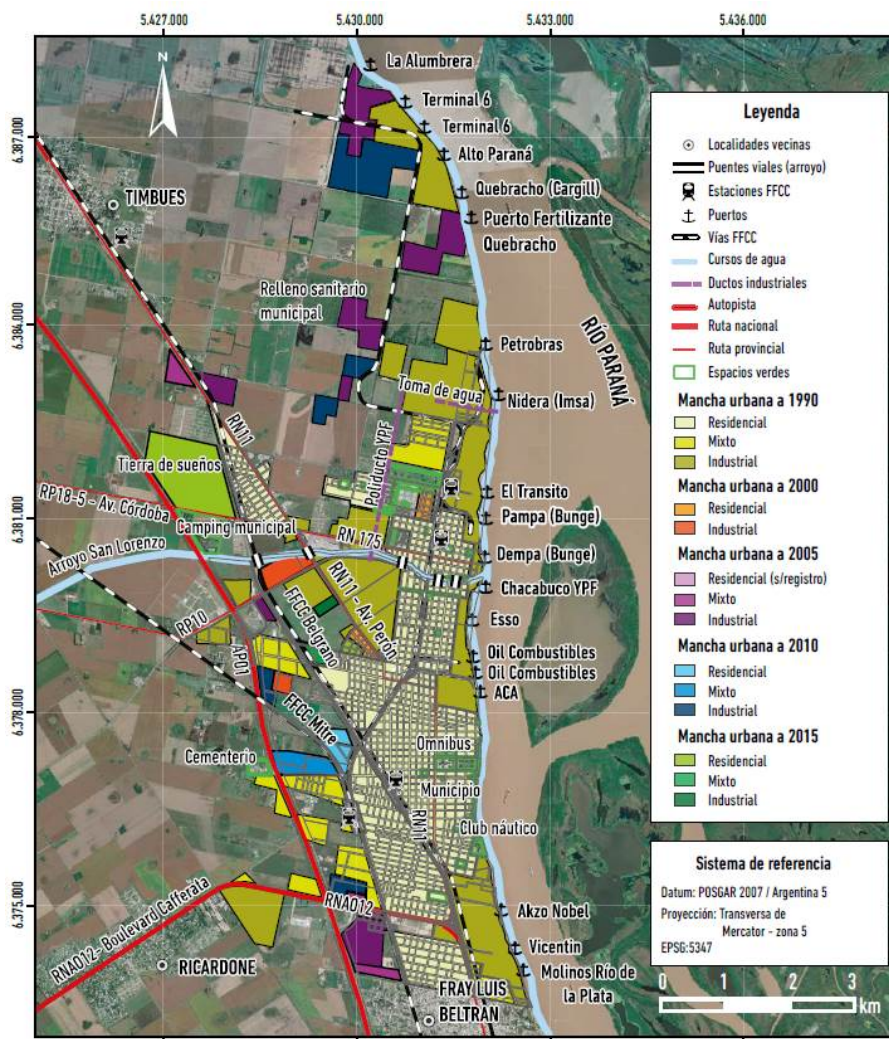 5.427.000
5.430.000
5.433.000
5.436.000
N
La Alumbrera
Terminal 6
Terminal 6
6.387.000
Alto Paraná
Quebracho (Cargill)
TIMBUES
Puerto Fertilizante
Quebracho
Relleno sanitario
municipal
6.384.000
RÍO PARANÁ
Petrobras
Toma de agua
Nidera (Imsa)
RN11
Poliducto YPF
Tierra de sueños
RP18-5 - Av. Córdoba
El Transito
6.381.000
Camping municipal
Pampa (Bunge)
RN 175
Arroyo San Lorenzo
Dempa (Bunge)
Chacabuco YPF
RN11 - Av. Perón
FFCC Belgrano
RP10
Esso
AP01
Oil Combustibles
Oil Combustibles
ACA
6.378.000
FFCC Mitre
Omnibus
Cementerio
Municipio
RN11
Club náutico
6.375.000
RNA012
Akzo Nobel
RNA012- Boulevard Cafferata
Vicentin
RICARDONE
Molinos Río de
la Plata
FRAY LUIS
BELTRAN
Leyenda
Localidades vecinas
Puentes viales (arroyo)
Estaciones FFCC
Puertos
Vías FFCC
Cursos de agua
Ductos industriales
Autopista
Ruta nacional
Ruta provincial
Espacios verdes
Mancha urbana a 1990
Residencial
Mixto
Industrial
Mancha urbana a 2000
Residencial
Industrial
Mancha urbana a 2005
Residencial (s/registro)
Mixto
Industrial
Mancha urbana a 2010
Residencial
Mixto
Industrial
Mancha urbana a 2015
Residencial
Mixto
Industrial
Sistema de referencia
Datum: POSGAR 2007 / Argentina 5
Proyección: Transversa de
Mercator - zona 5
EPSG:5347
0 1 2 3
km